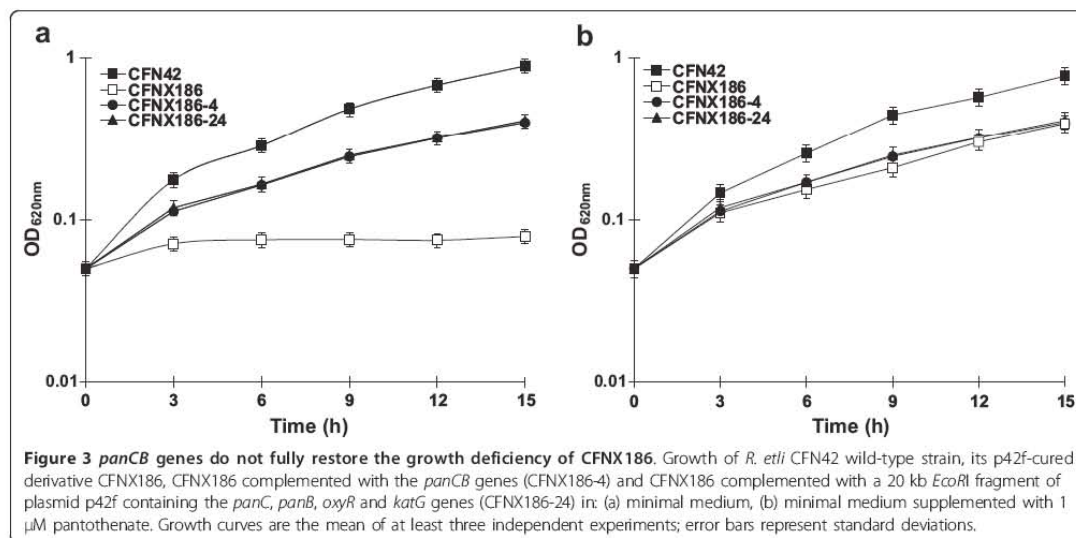 a
CFN42
CFNX186
CFNX186-4
CFNX186-24
1
0.1
0.01
OD620nm
0 3 6 9 12 15
Time (h)
b
CFN42
CFNX186
CFNX186-4
CFNX186-24
1
0.1
0.01
OD620nm
0 3 6 9 12 15
Time (h)
Figure 3 panCB genes do not fully restore the growth deficiency of CFNX186. Growth of R. etli CFN42 wild-type strain, its p42f-cured
derivative CFNX186, CFNX186 complemented with the panCB genes (CFNX186-4) and CFNX186 complemented with a 20 kb EcoRI fragment of
plasmid p42f containing the panC, panB, oxyR and katG genes (CFNX186-24) in: (a) minimal medium, (b) minimal medium supplemented with 1
μM pantothenate. Growth curves are the mean of at least three independent experiments; error bars represent standard deviations.